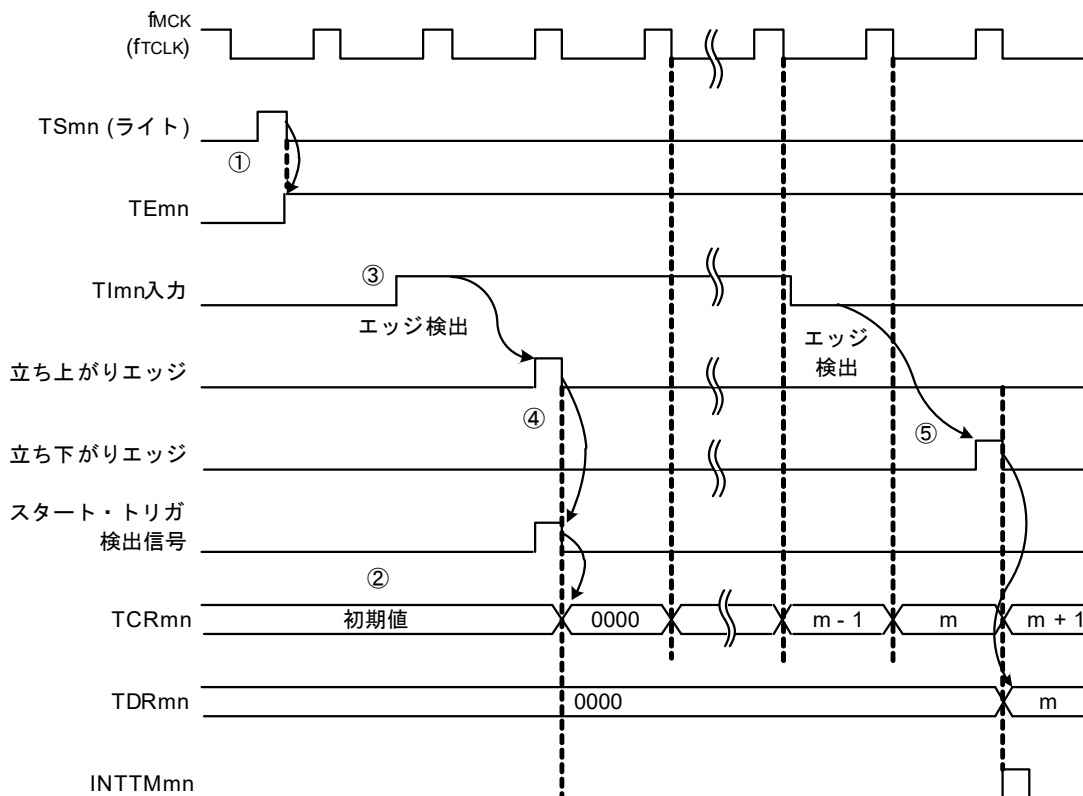 fMCK
(fTCLK)
TSmn (ライト)
①
TEmn
TImn入力
③
エッジ検出
エッジ
検出
立ち上がりエッジ
④
⑤
立ち下がりエッジ
スタート・トリガ
検出信号
②
TCRmn
初期値
0000
m - 1
m
m + 1
TDRmn
0000
m
INTTMmn